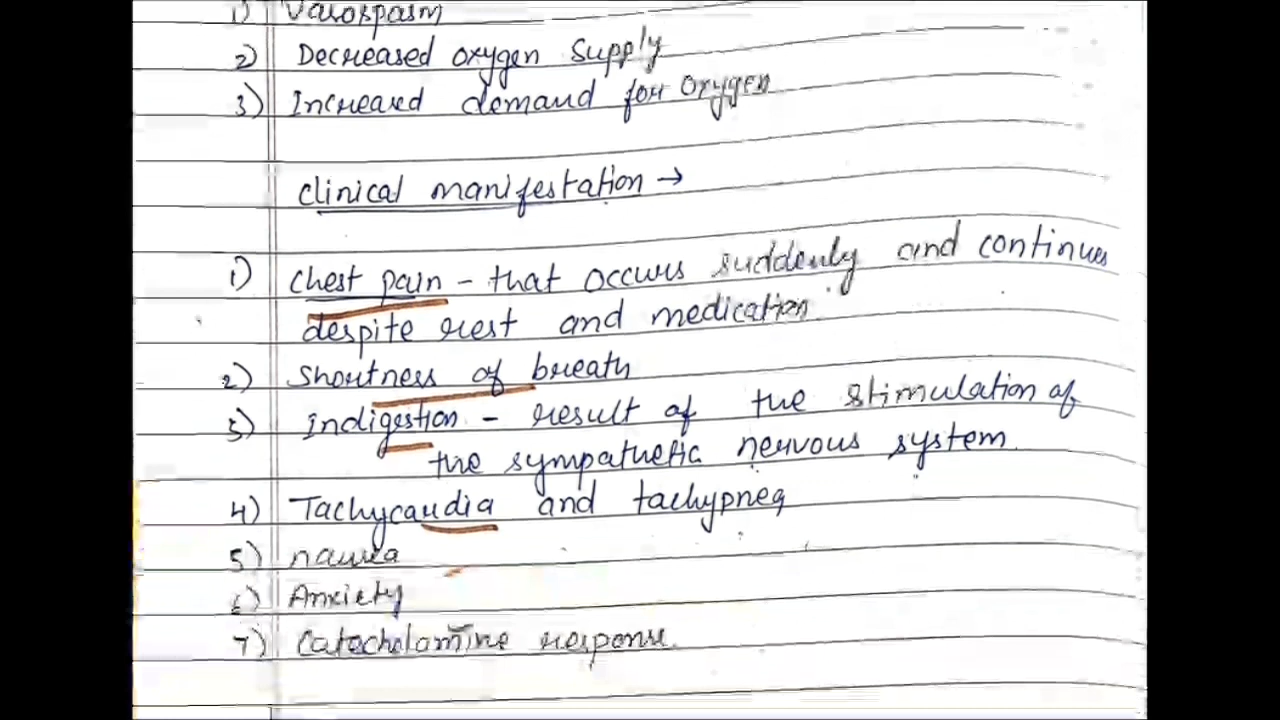 1) Vasospasm
2) Decreased oxygen supply
3) Increased demand for oxygen
Clinical manifestation →
1) Chest pain - that occurs suddenly and continues
despite rest and medication
2) Shortness of breath
3) Indigestion - result of the stimulation of
the sympathetic nervous system.
4) Tachycardia and tachypnea
5) nausea
6) Anxiety
7) Catecholamine response.